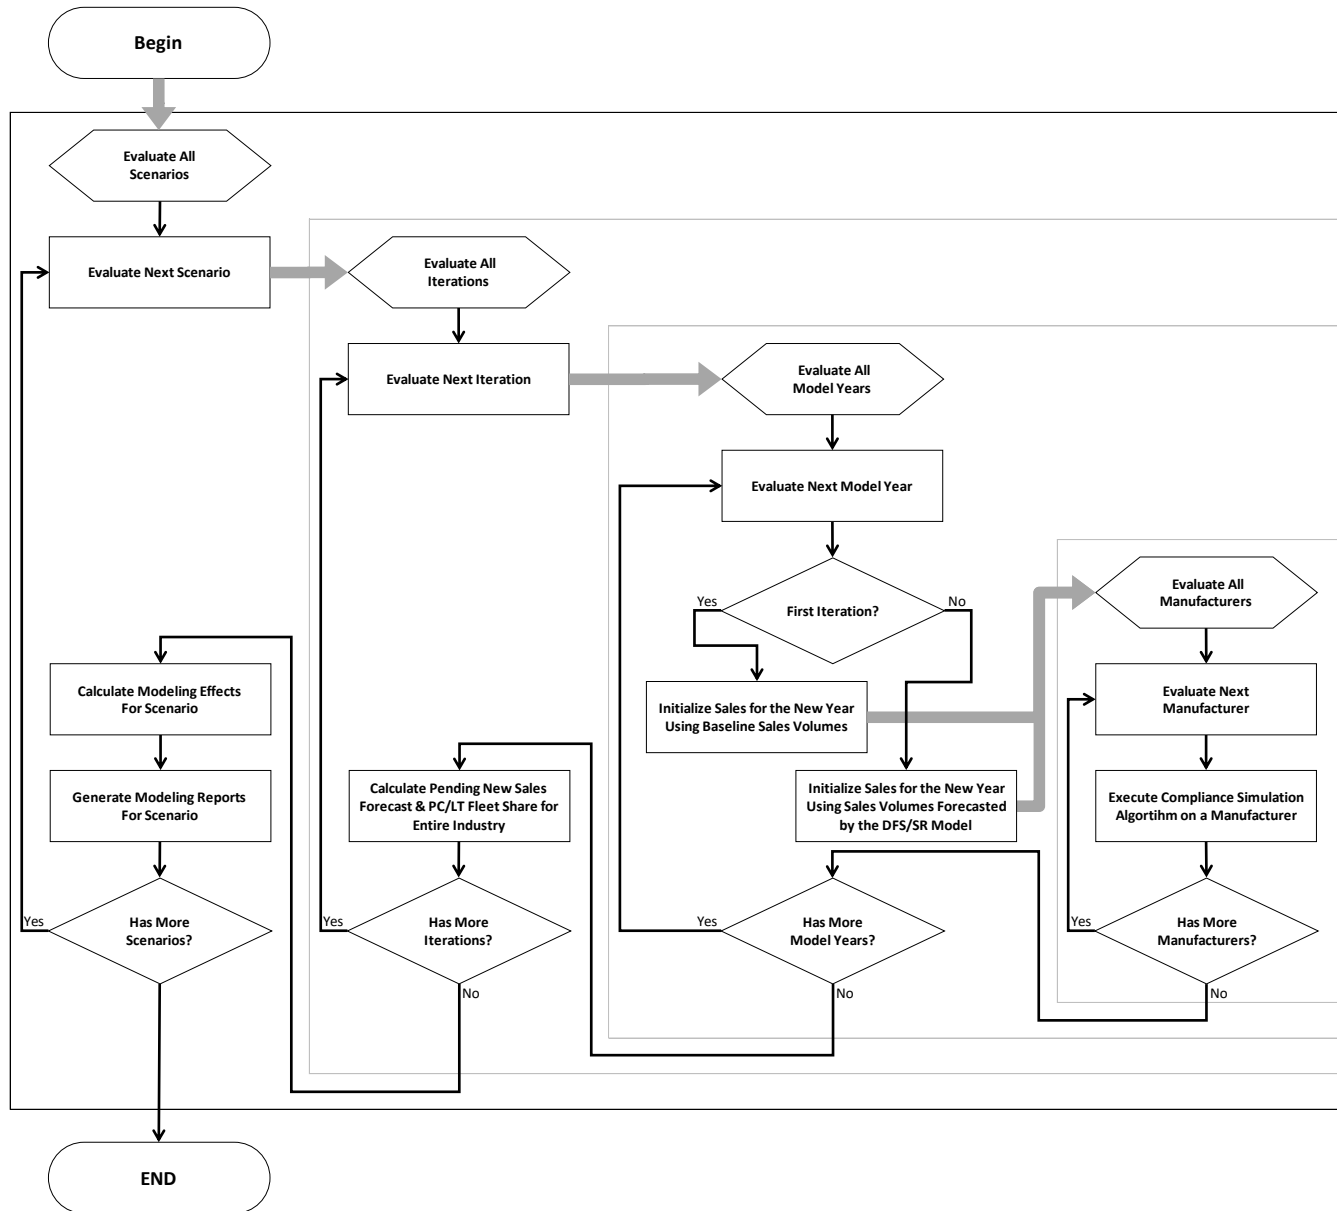 Begin
Evaluate All
Scenarios
Evaluate Next Scenario
Evaluate All
Iterations
Evaluate Next Iteration
Evaluate All
Model Years
Evaluate Next Model Year
First Iteration?
Yes
No
Initialize Sales for the New Year
Using Baseline Sales Volumes
Initialize Sales for the New Year
Using Sales Volumes Forecasted
by the DFS/SR Model
Evaluate All
Manufacturers
Evaluate Next
Manufacturer
Execute Compliance Simulation
Algortihm on a Manufacturer
Has More
Manufacturers?
Yes
No
Has More
Model Years?
Yes
No
Calculate Pending New Sales
Forecast & PC/LT Fleet Share for
Entire Industry
Has More
Iterations?
Yes
No
Calculate Modeling Effects
For Scenario
Generate Modeling Reports
For Scenario
Has More
Scenarios?
Yes
END